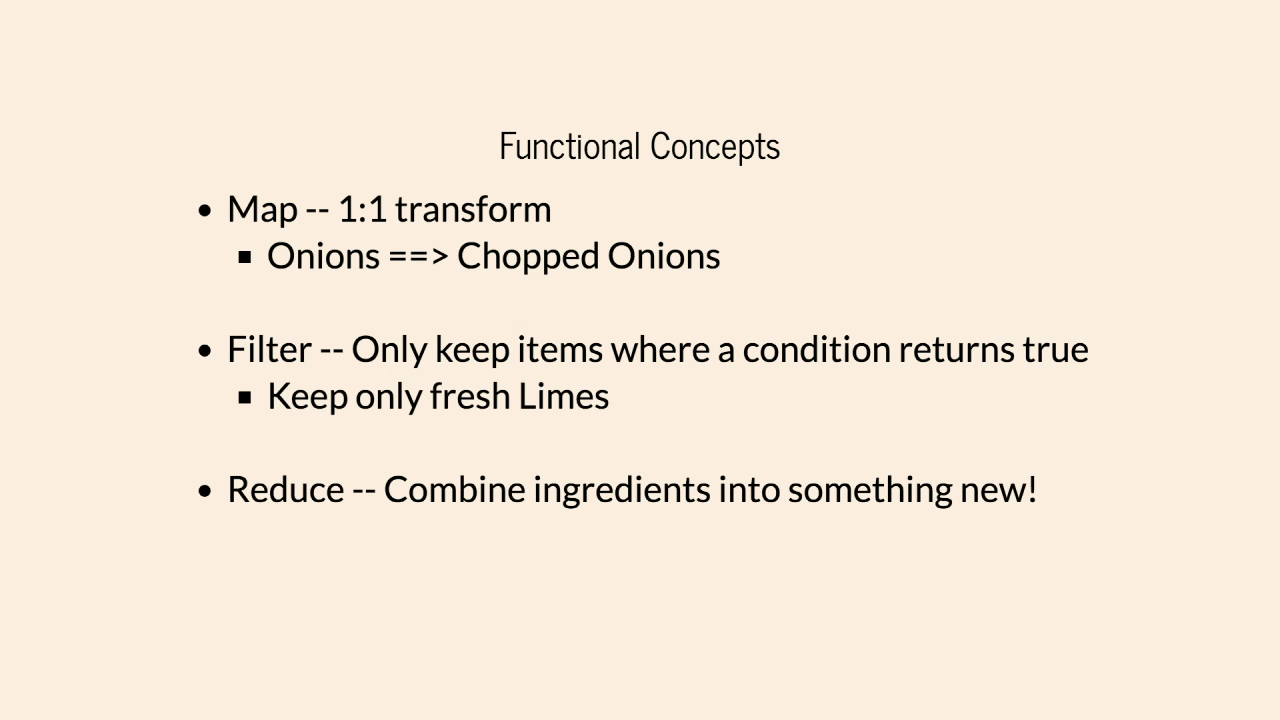 Functional Concepts
• Map -- 1:1 transform
▪ Onions ==> Chopped Onions
• Filter -- Only keep items where a condition returns true
▪ Keep only fresh Limes
• Reduce -- Combine ingredients into something new!